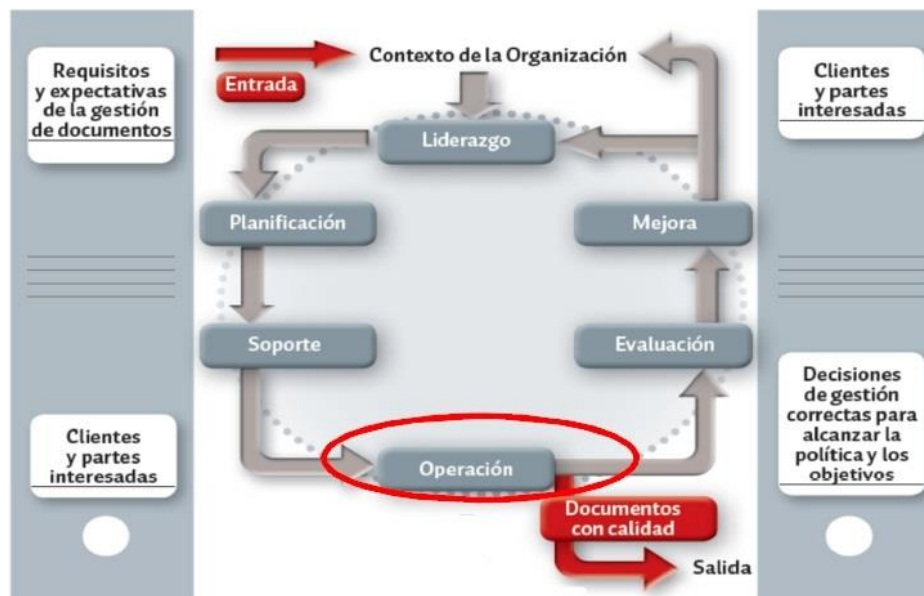 Requisitos
y expectativas
de la gestión
de documentos
Clientes
y partes
interesadas
Entrada
Contexto de la Organización
Liderazgo
Planificación
Mejora
Soporte
Evaluación
Operación
Documentos
con calidad
Salida
Clientes
y partes
interesadas
Decisiones
de gestión
correctas para
alcanzar la
política y los
objetivos